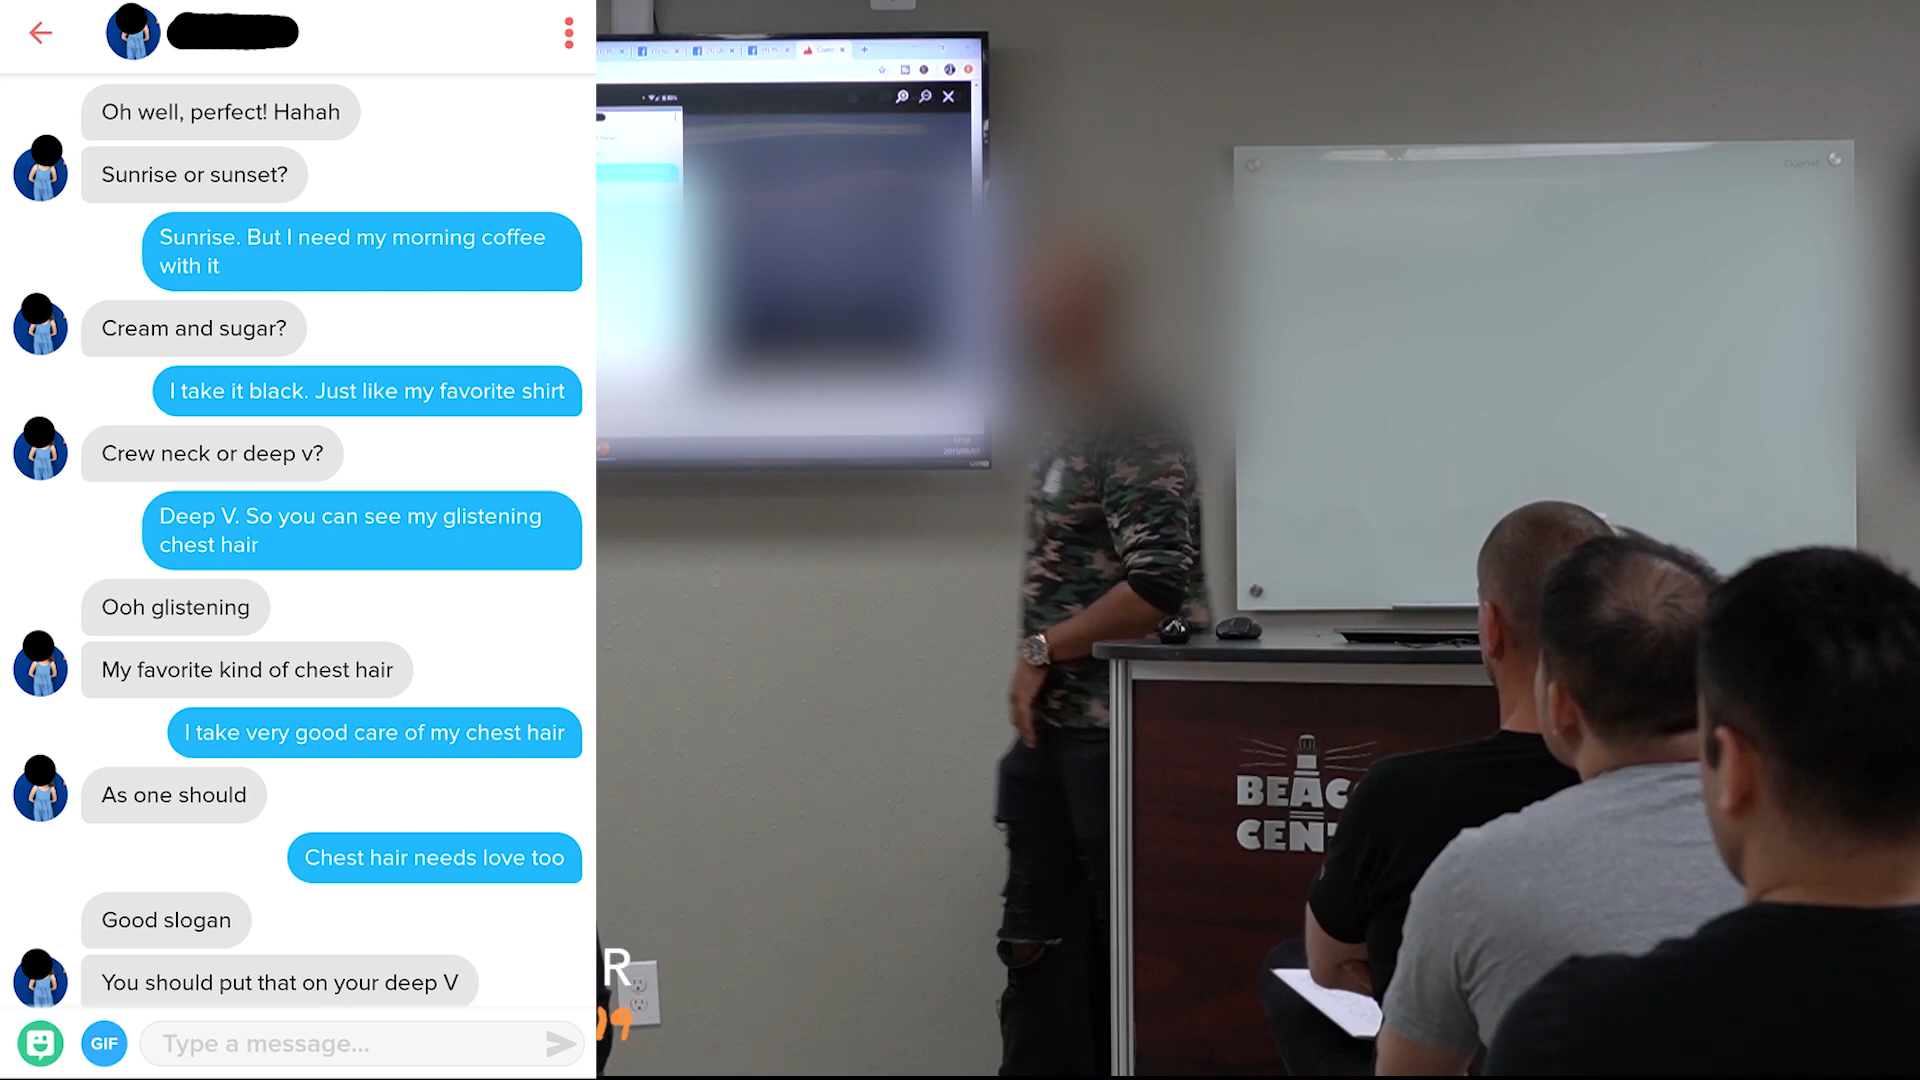 Oh well, perfect! Hahah
Sunrise or sunset?
Sunrise. But I need my morning coffee
with it
Cream and sugar?
I take it black. Just like my favorite shirt
Crew neck or deep v?
Deep V. So you can see my glistening
chest hair
Ooh glistening
My favorite kind of chest hair
I take very good care of my chest hair
As one should
Chest hair needs love too
Good slogan
You should put that on your deep V
GIF
Type a message...
Quartet
BEAC
CEN
R
19